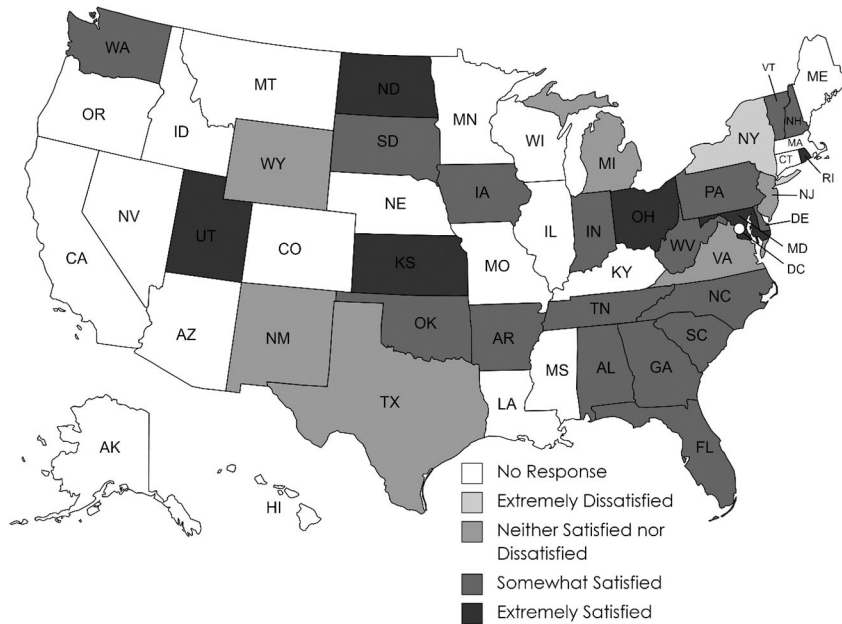 WA
OR
CA
NV
ID
MT
WY
UT
AZ
CO
NM
ND
SD
NE
KS
OK
TX
MN
IA
MO
AR
LA
WI
IL
MI
IN
OH
KY
TN
MS
AL
GA
FL
SC
NC
VA
WV
PA
NY
VT
NH
ME
MA
CT
RI
NJ
DE
MD
DC
AK
HI
No Response
Extremely Dissatisfied
Neither Satisfied nor
Dissatisfied
Somewhat Satisfied
Extremely Satisfied